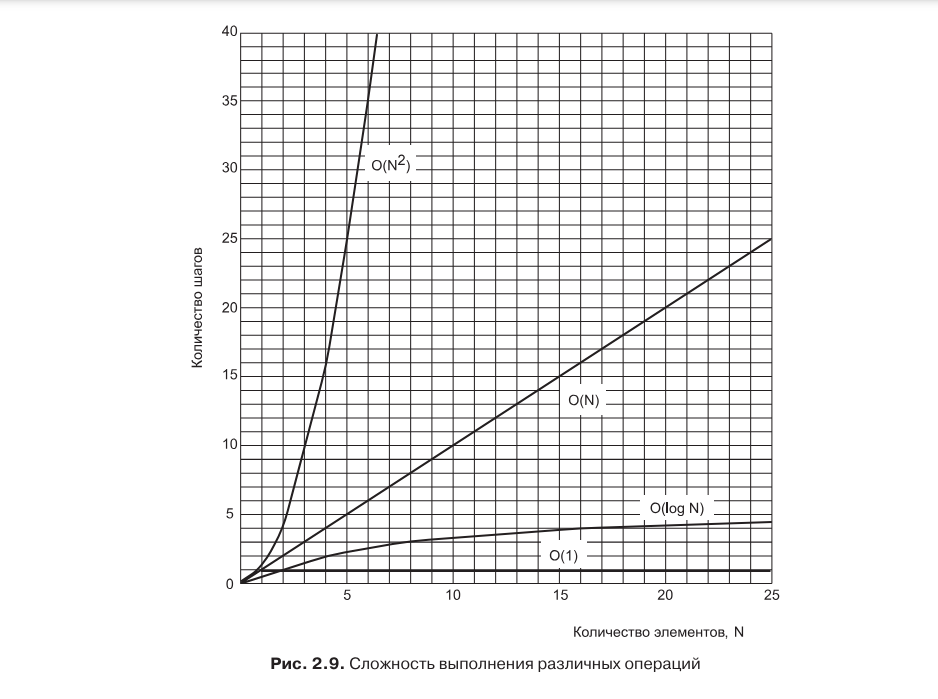 40
35
30
25
20
15
10
5
0
Количество шагов
O(N²)
O(N)
O(log N)
O(1)
5 10 15 20 25
Количество элементов, N
Рис. 2.9. Сложность выполнения различных операций